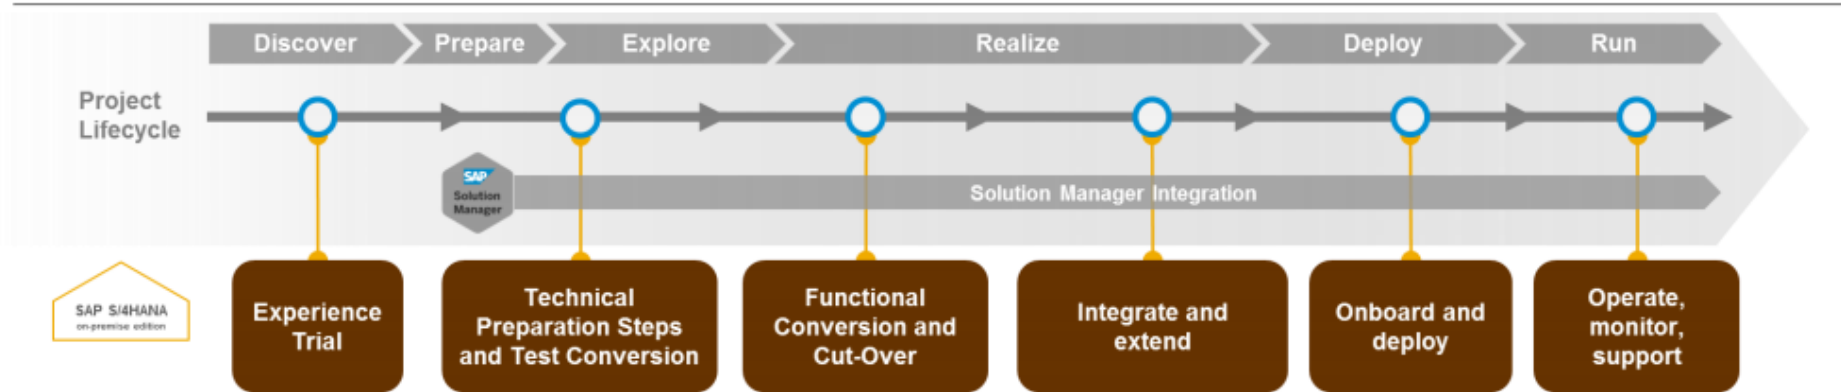 Discover
Prepare
Explore
Realize
Deploy
Run
Project
Lifecycle
SAP
Solution
Manager
Solution Manager Integration
SAP S/4HANA
on-premise edition
Experience
Trial
Technical
Preparation Steps
and Test Conversion
Functional
Conversion and
Cut-Over
Integrate and
extend
Onboard and
deploy
Operate,
monitor,
support